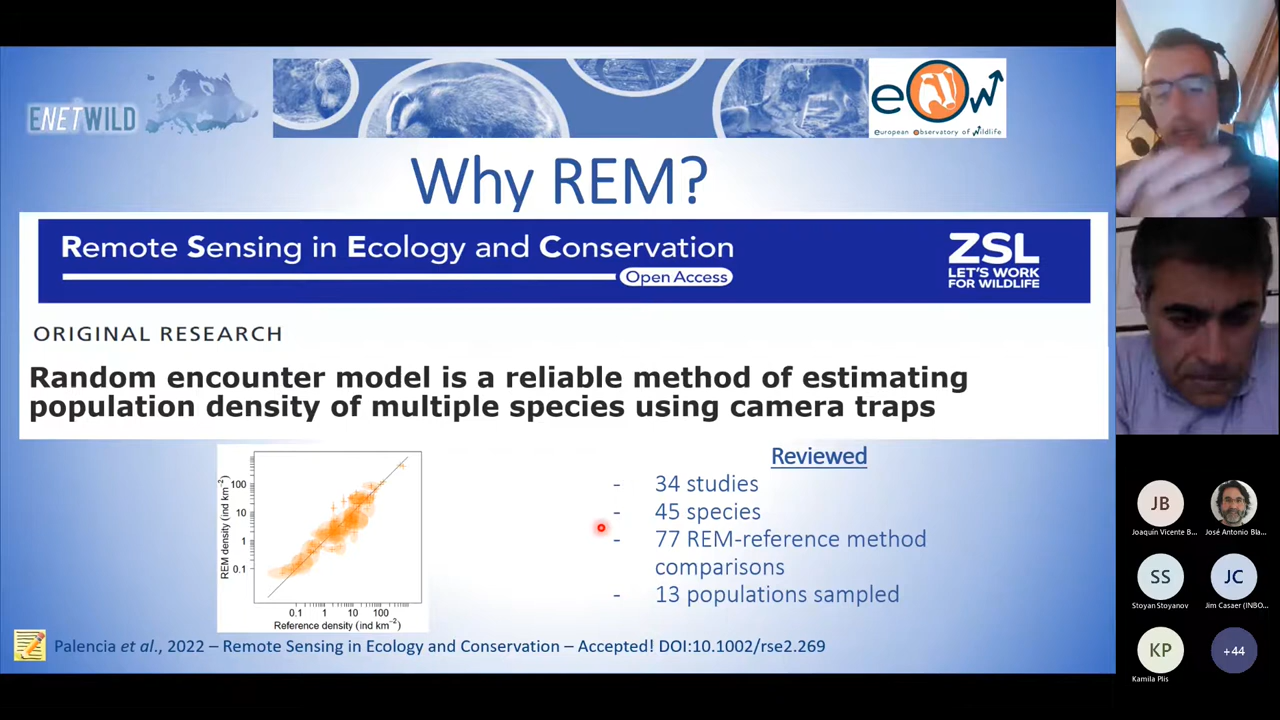 ENETWILD
eOw
european observatory of wildlife
Why REM?
Remote Sensing in Ecology and Conservation
Open Access
ZSL
LET'S WORK
FOR WILDLIFE
ORIGINAL RESEARCH
Random encounter model is a reliable method of estimating
population density of multiple species using camera traps
REM density (ind km⁻²)
100
10
1
0.1
0.1 1 10 100
Reference density (ind km⁻²)
Reviewed
- 34 studies
- 45 species
- 77 REM-reference method
comparisons
- 13 populations sampled
Palencia et al., 2022 – Remote Sensing in Ecology and Conservation – Accepted! DOI:10.1002/rse2.269
JB
Joaquín Vicente B...
José Antonio Bla...
SS
Stoyan Stoyanov
JC
Jim Casaer (INBO...
KP
Kamila Plis
+44